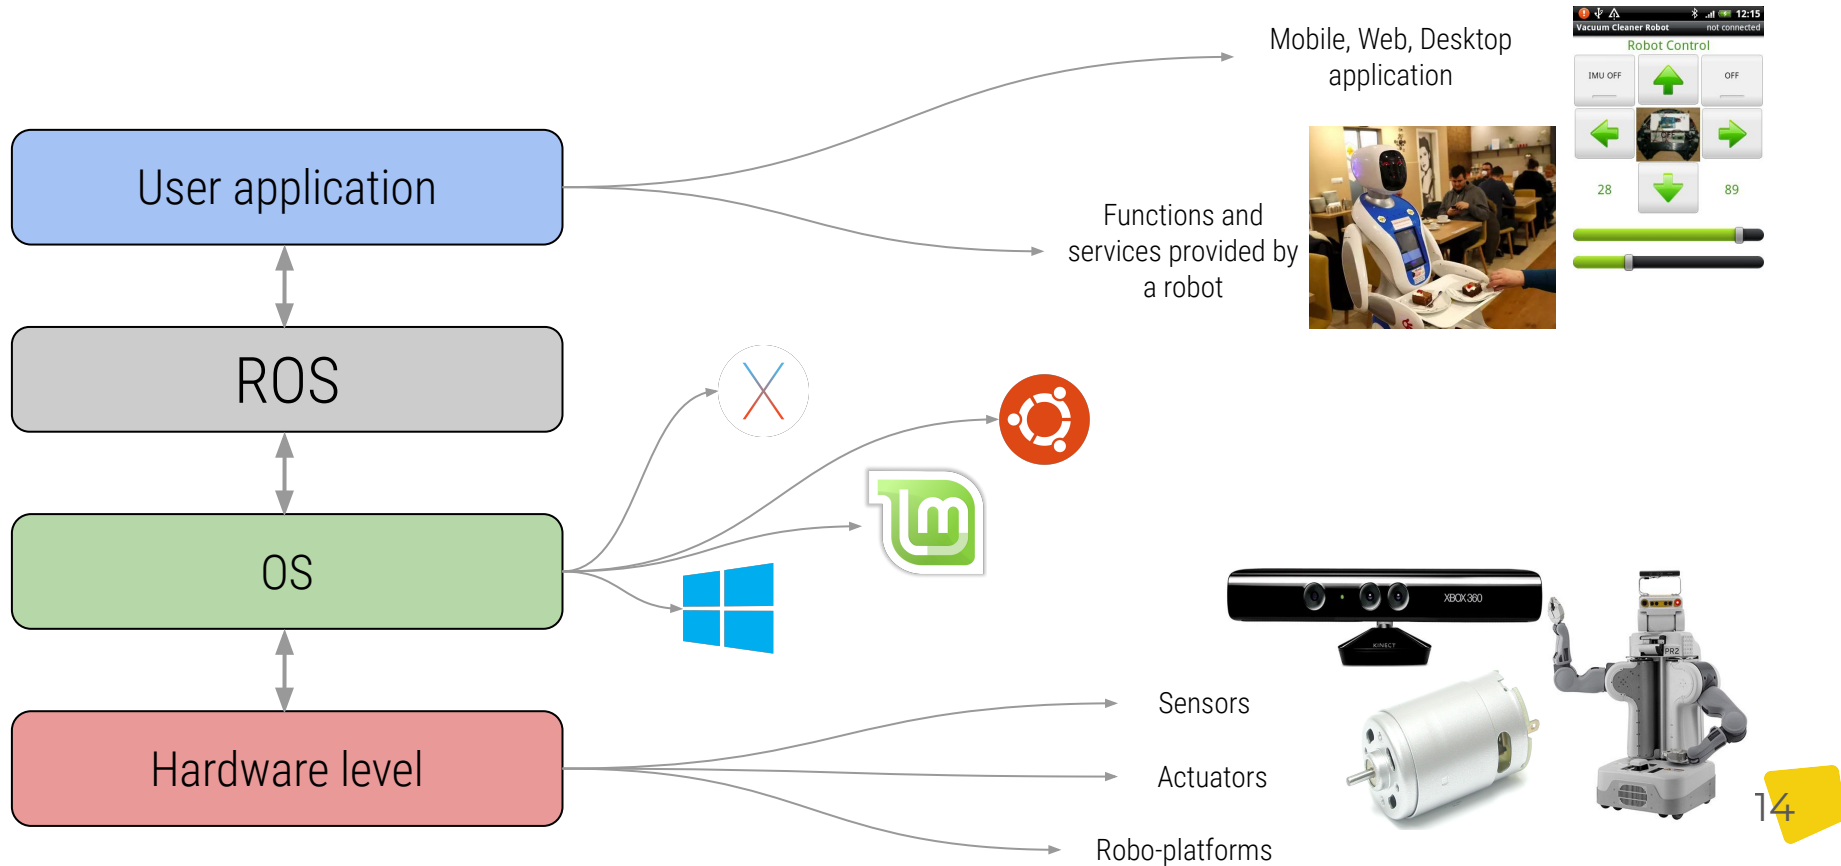 Mobile, Web, Desktop
application
12:15
Vacuum Cleaner Robot not connected
Robot Control
IMU OFF
OFF
28
89
User application
Functions and
services provided by
a robot
ROS
OS
XBOX 360
KINECT
PR2
Hardware level
Sensors
Actuators
Robo-platforms
14